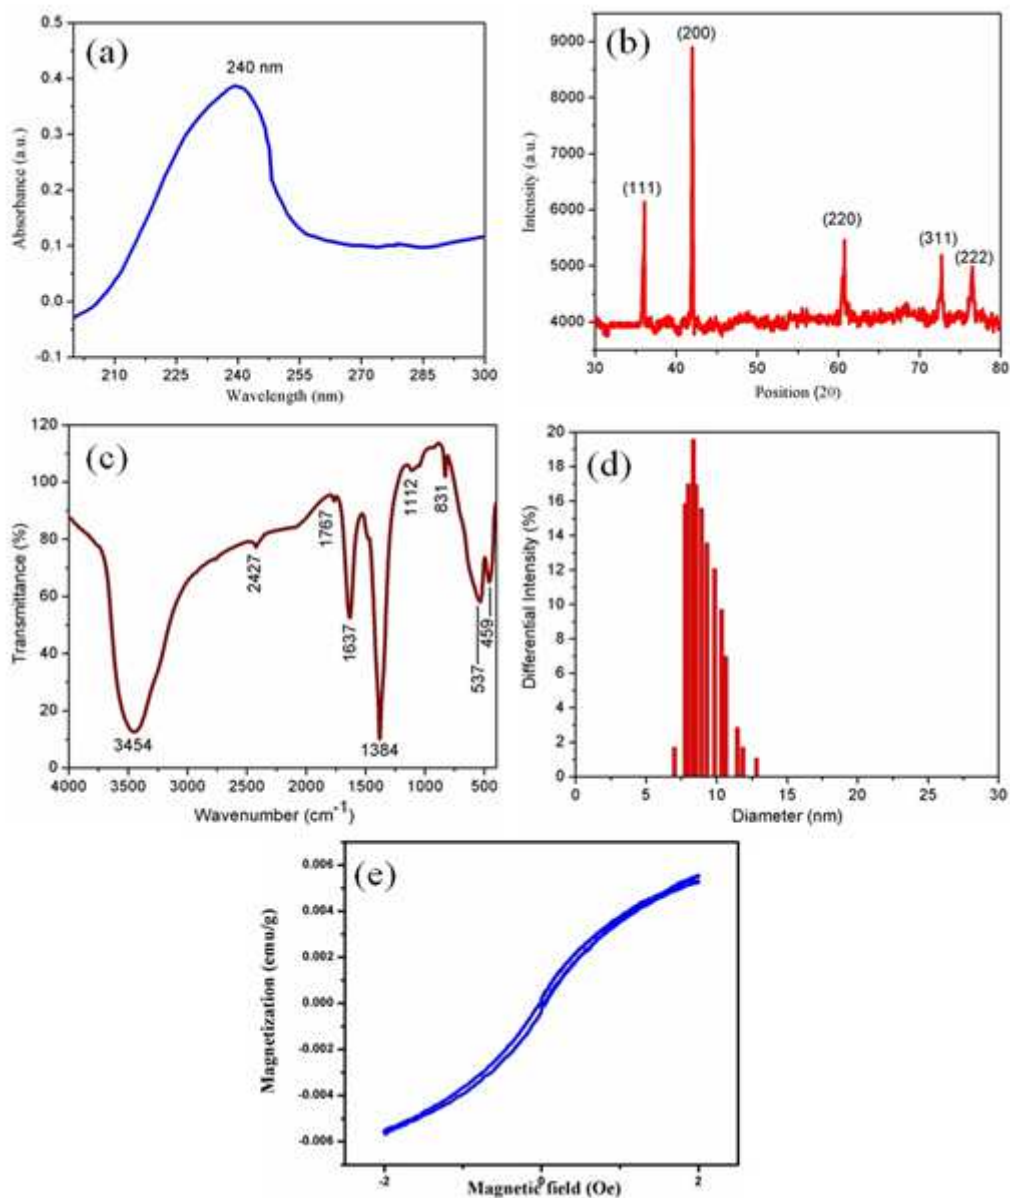 (a)
240 nm
0.5
0.4
0.3
0.2
0.1
0.0
-0.1
Absorbance (a.u.)
210 225 240 255 270 285 300
Wavelength (nm)
(b)
(200)
(111)
(220)
(311)
(222)
9000
8000
7000
6000
5000
4000
Intensity (a.u.)
30 40 50 60 70 80
Position (2θ)
(c)
120
100
80
60
40
20
0
Transmittance (%)
3454
2427
1767
1637
1384
1112
831
537
459
4000 3500 3000 2500 2000 1500 1000 500
Wavenumber (cm-1)
(d)
20
18
16
14
12
10
8
6
4
2
0
Differential Intensity (%)
0 5 10 15 20 25 30
Diameter (nm)
(e)
0.006
0.004
0.002
0.000
-0.002
-0.004
-0.006
Magnetization (emu/g)
-2 0 2
Magnetic field (Oe)